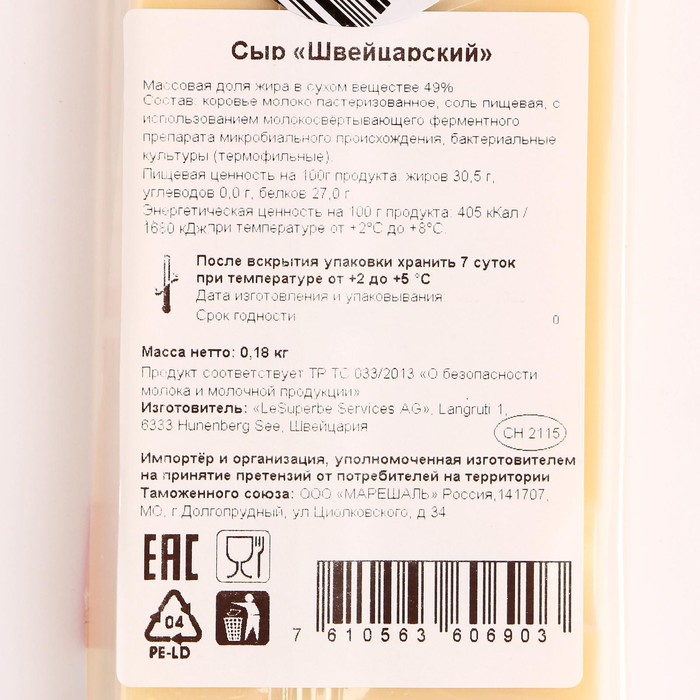 Сыр «Швейцарский»
Массовая доля жира в сухом веществе 49%
Состав: коровье молоко пастеризованное, соль пищевая, с
использованием молокосвёртывающего ферментного
препарата микробиального происхождения, бактериальные
культуры (термофильные).
Пищевая ценность на 100г продукта: жиров 30,5 г,
углеводов 0,0 г, белков 27,0 г
Энергетическая ценность на 100 г продукта: 405 кКал /
1680 кДж при температуре от +2°С до +8°С.
После вскрытия упаковки хранить 7 суток
при температуре от +2 до +5 °С
Дата изготовления и упаковывания
Срок годности 0
Масса нетто: 0,18 кг
Продукт соответствует ТР ТС 033/2013 «О безопасности
молока и молочной продукции»
Изготовитель: «LeSuperbe Services AG», Langruti 1,
6333 Hunenberg See, Швейцария
CH 2115
Импортёр и организация, уполномоченная изготовителем
на принятие претензий от потребителей на территории
Таможенного союза: ООО «МАРЕШАЛЬ» Россия,141707,
МО, г.Долгопрудный, ул Циолковского, д 34
EAC
04
PE-LD
7 610563 606903